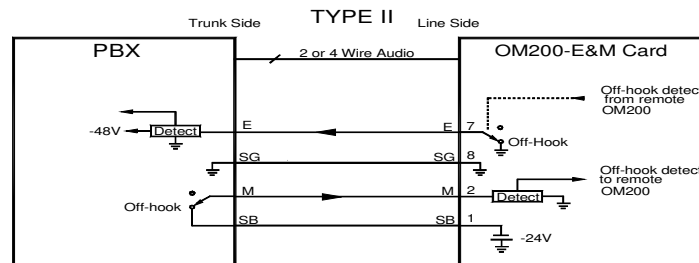 TYPE II
Trunk Side
Line Side
PBX
2 or 4 Wire Audio
OM200-E&M Card
Off-hook detect
from remote
OM200
-48V
Detect
E
E
7
Off-Hook
SG
SG
8
Off-hook detect
to remote
OM200
M
M
2
Detect
Off-hook
SB
SB
1
-24V